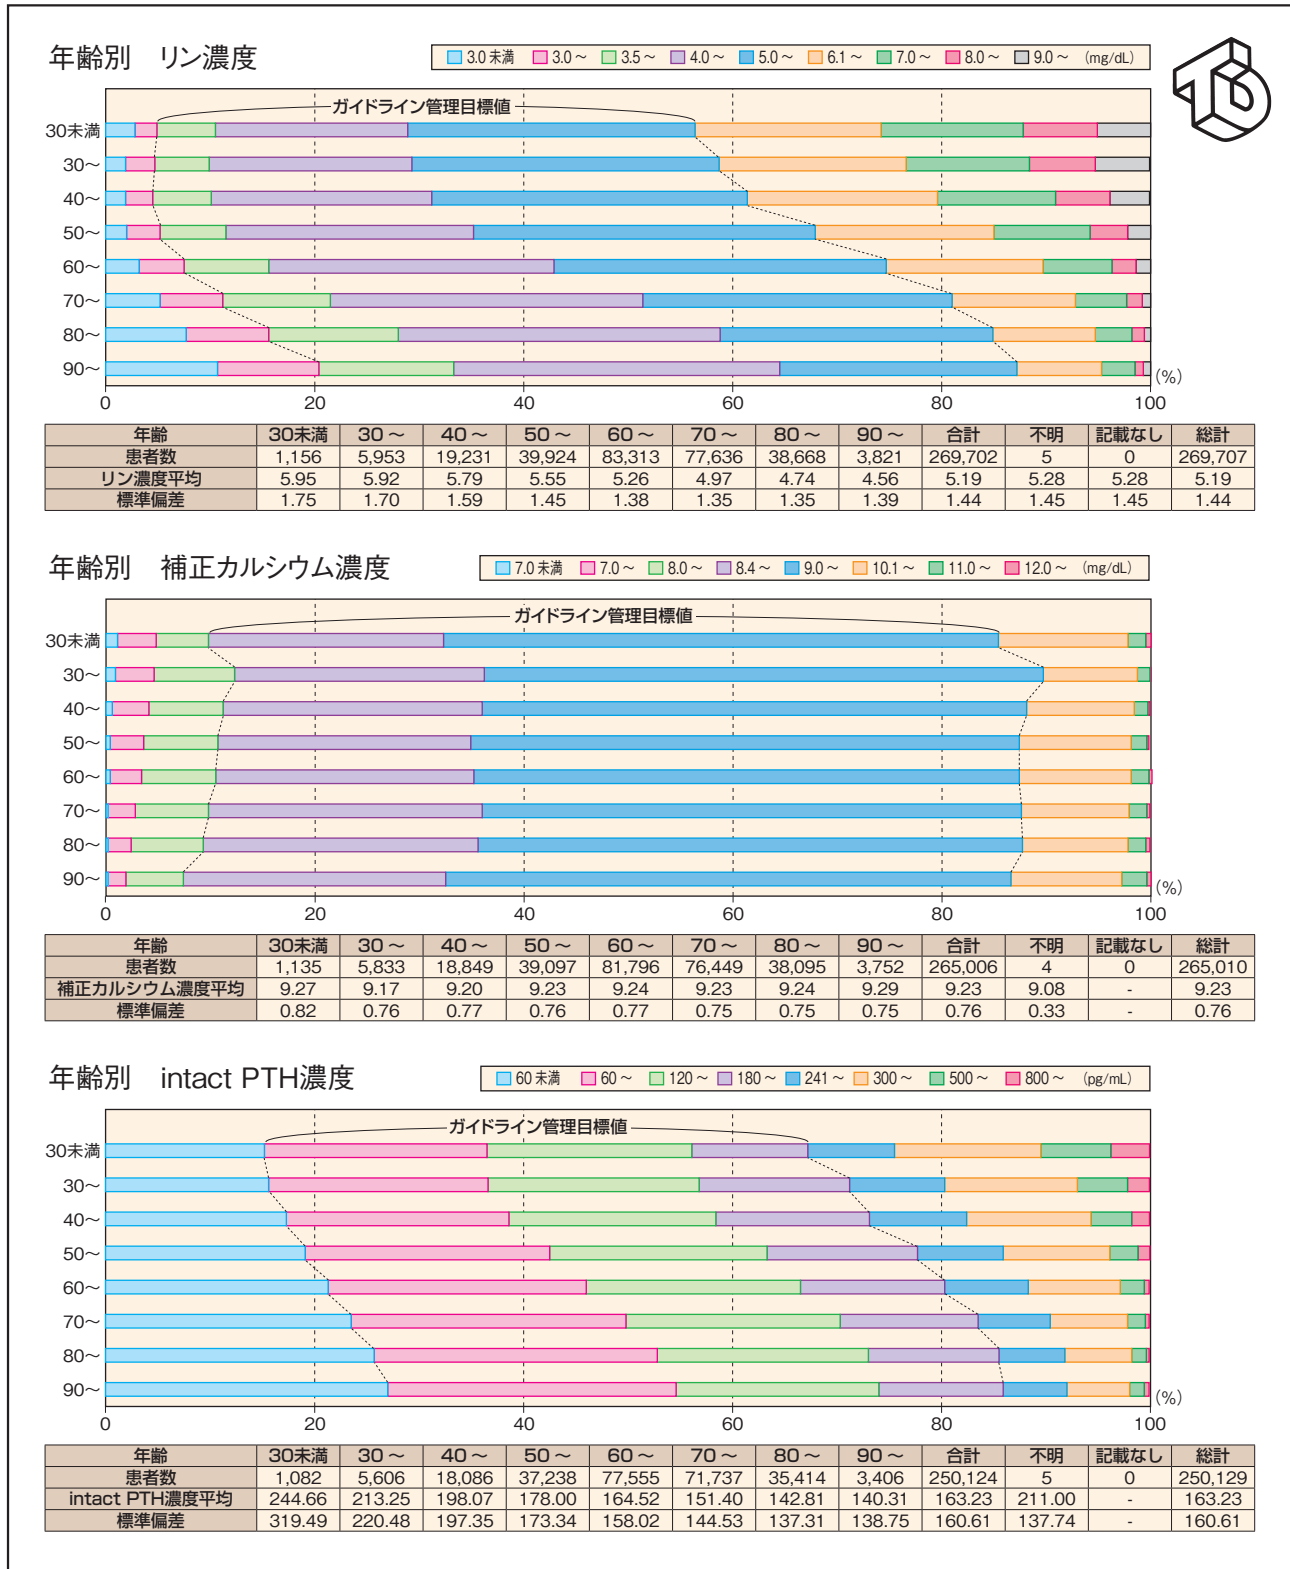 年齢別 リン濃度
3.0 未満 3.0～ 3.5～ 4.0～ 5.0～ 6.1～ 7.0～ 8.0～ 9.0～ (mg/dL)
ガイドライン管理目標値
30未満
30～
40～
50～
60～
70～
80～
90～
(%)
0 20 40 60 80 100
年齢 30未満 30～ 40～ 50～ 60～ 70～ 80～ 90～ 合計 不明 記載なし 総計
患者数 1,156 5,953 19,231 39,924 83,313 77,636 38,668 3,821 269,702 5 0 269,707
リン濃度平均 5.95 5.92 5.79 5.55 5.26 4.97 4.74 4.56 5.19 5.28 5.28 5.19
標準偏差 1.75 1.70 1.59 1.45 1.38 1.35 1.35 1.39 1.44 1.45 1.45 1.44
年齢別 補正カルシウム濃度
7.0 未満 7.0～ 8.0～ 8.4～ 9.0～ 10.1～ 11.0～ 12.0～ (mg/dL)
ガイドライン管理目標値
30未満
30～
40～
50～
60～
70～
80～
90～
(%)
0 20 40 60 80 100
年齢 30未満 30～ 40～ 50～ 60～ 70～ 80～ 90～ 合計 不明 記載なし 総計
患者数 1,135 5,833 18,849 39,097 81,796 76,449 38,095 3,752 265,006 4 0 265,010
補正カルシウム濃度平均 9.27 9.17 9.20 9.23 9.24 9.23 9.24 9.29 9.23 9.08 - 9.23
標準偏差 0.82 0.76 0.77 0.76 0.77 0.75 0.75 0.75 0.76 0.33 - 0.76
年齢別 intact PTH濃度
60 未満 60～ 120～ 180～ 241～ 300～ 500～ 800～ (pg/mL)
ガイドライン管理目標値
30未満
30～
40～
50～
60～
70～
80～
90～
(%)
0 20 40 60 80 100
年齢 30未満 30～ 40～ 50～ 60～ 70～ 80～ 90～ 合計 不明 記載なし 総計
患者数 1,082 5,606 18,086 37,238 77,555 71,737 35,414 3,406 250,124 5 0 250,129
intact PTH濃度平均 244.66 213.25 198.07 178.00 164.52 151.40 142.81 140.31 163.23 211.00 - 163.23
標準偏差 319.49 220.48 197.35 173.34 158.02 144.53 137.31 138.75 160.61 137.74 - 160.61